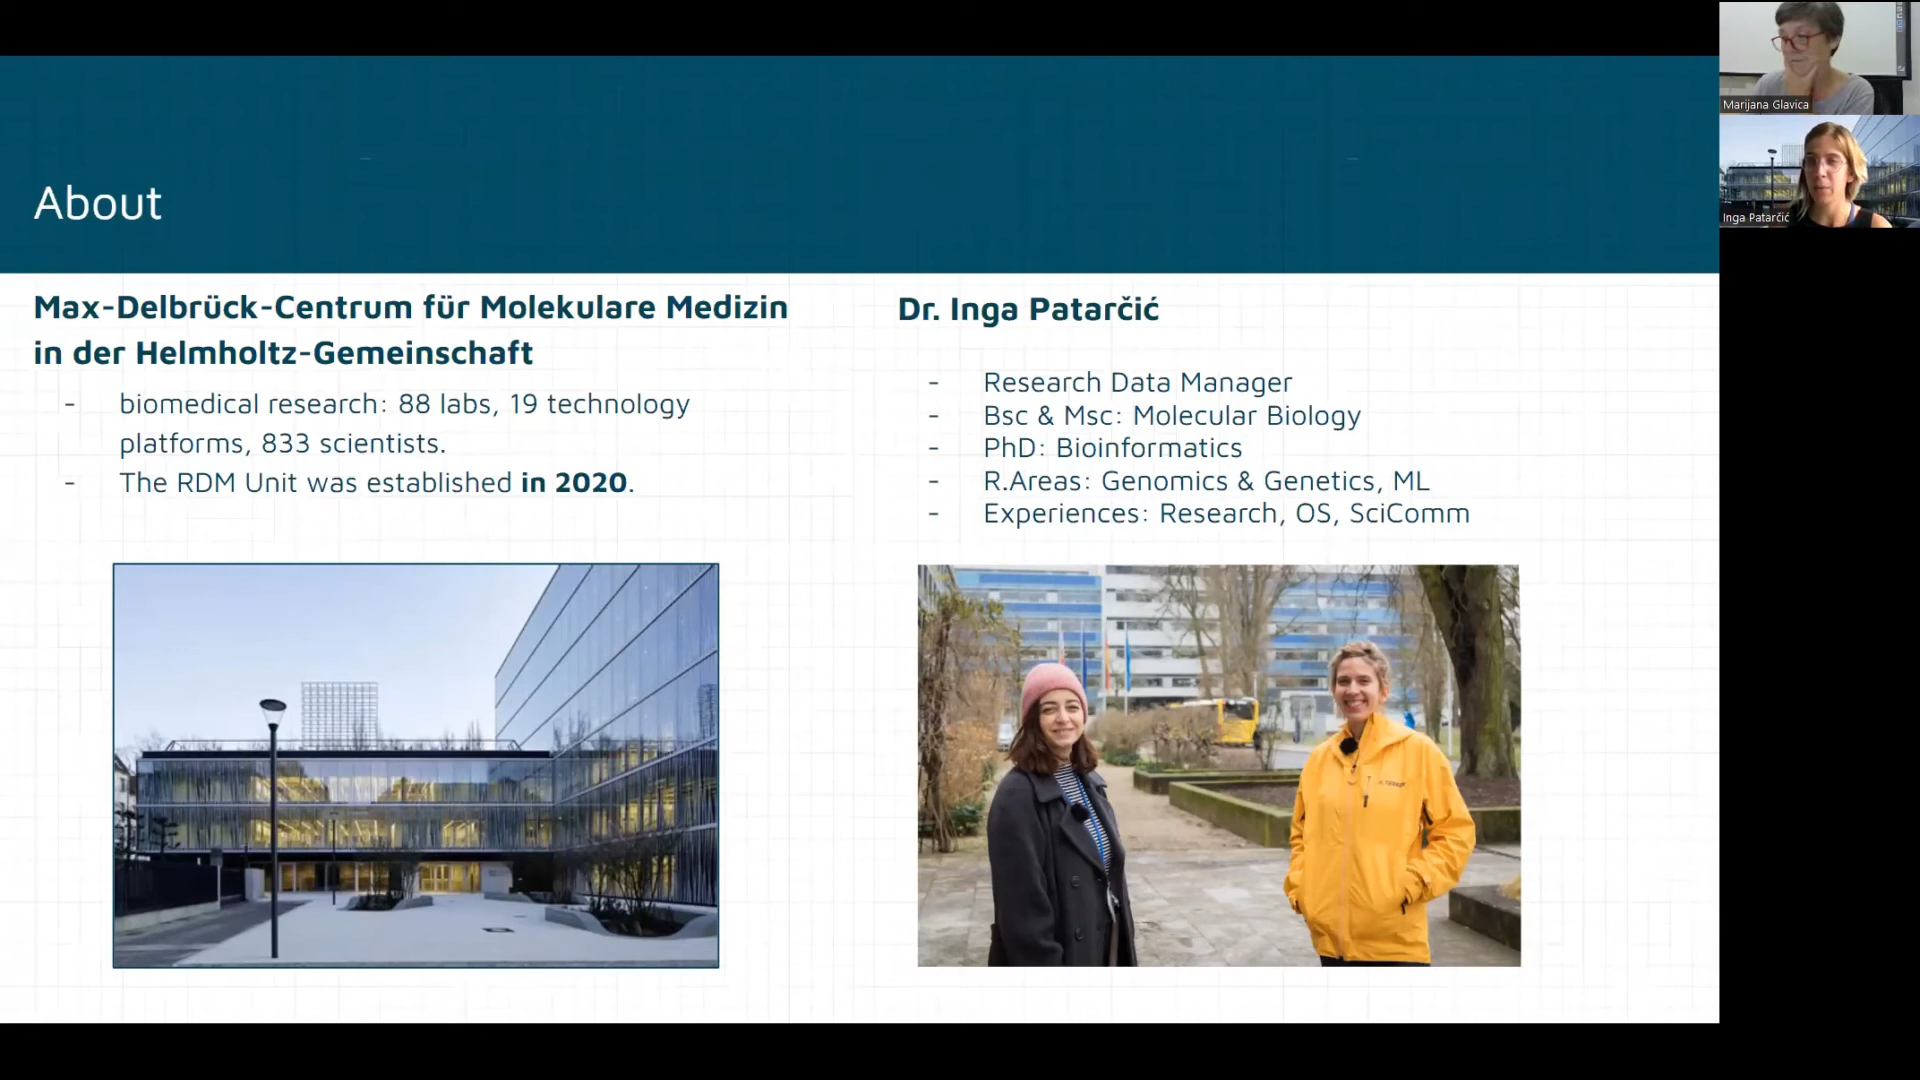 About
Max-Delbrück-Centrum für Molekulare Medizin
in der Helmholtz-Gemeinschaft
- biomedical research: 88 labs, 19 technology
platforms, 833 scientists.
- The RDM Unit was established in 2020.
Dr. Inga Patarčić
- Research Data Manager
- Bsc & Msc: Molecular Biology
- PhD: Bioinformatics
- R.Areas: Genomics & Genetics, ML
- Experiences: Research, OS, SciComm
Marijana Glavica
Inga Patarčić